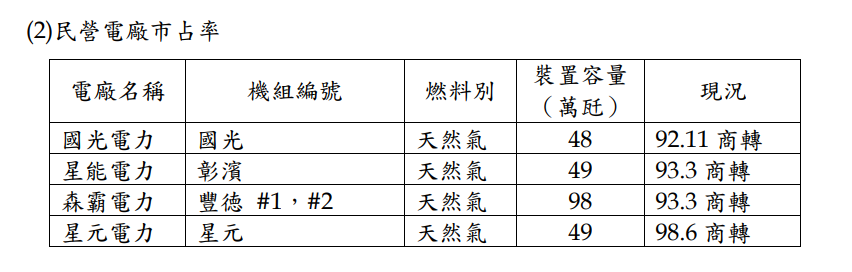 (2)民營電廠市占率
電廠名稱 機組編號 燃料別 裝置容量（萬瓩） 現況
國光電力 國光 天然氣 48 92.11 商轉
星能電力 彰濱 天然氣 49 93.3 商轉
森霸電力 豐德 #1，#2 天然氣 98 93.3 商轉
星元電力 星元 天然氣 49 98.6 商轉